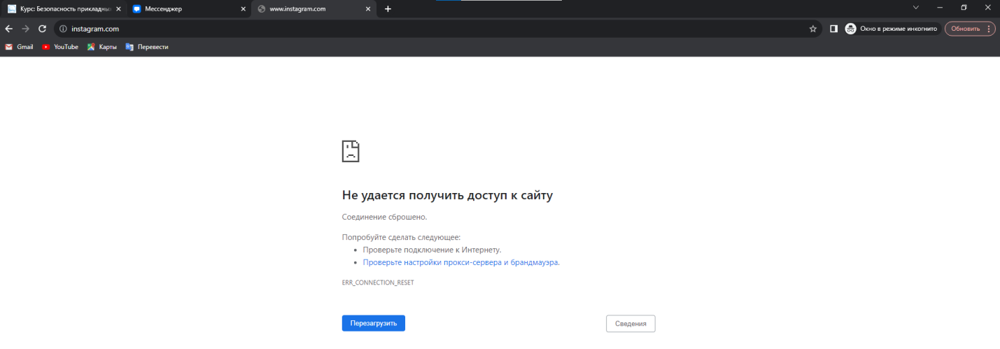 Курс: Безопасность прикладных
Мессенджер
www.instagram.com
instagram.com
Окно в режиме инкогнито
Обновить
Gmail
YouTube
Карты
Перевести
Не удается получить доступ к сайту
Соединение сброшено.
Попробуйте сделать следующее:
Проверьте подключение к Интернету.
Проверьте настройки прокси-сервера и брандмауэра.
ERR_CONNECTION_RESET
Перезагрузить
Сведения